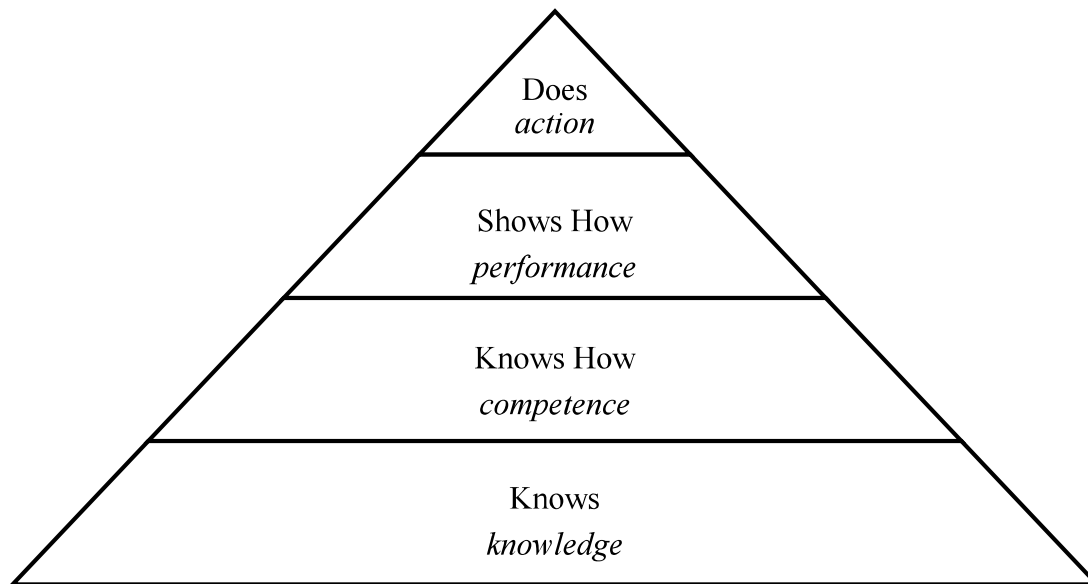 Does
action
Shows How
performance
Knows How
competence
Knows
knowledge